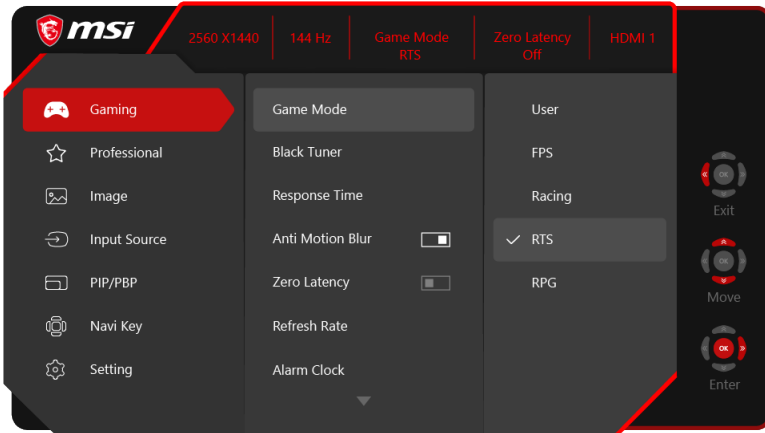 msi
2560 X1440
144 Hz
Game Mode
RTS
Zero Latency
Off
HDMI 1
Gaming
Professional
Image
Input Source
PIP/PBP
Navi Key
Setting
Game Mode
Black Tuner
Response Time
Anti Motion Blur
Zero Latency
Refresh Rate
Alarm Clock
User
FPS
Racing
RTS
RPG
OK
Exit
OK
Move
OK
Enter